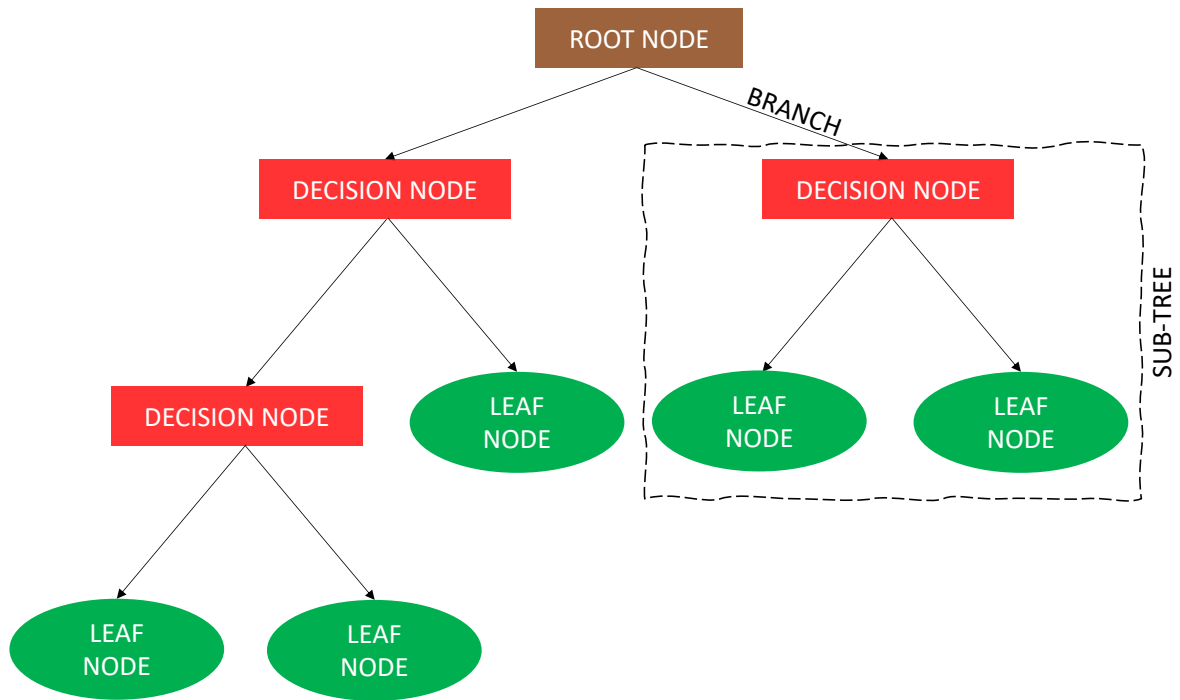 ROOT NODE
BRANCH
DECISION NODE
DECISION NODE
SUB-TREE
DECISION NODE
LEAF
NODE
LEAF
NODE
LEAF
NODE
LEAF
NODE
LEAF
NODE